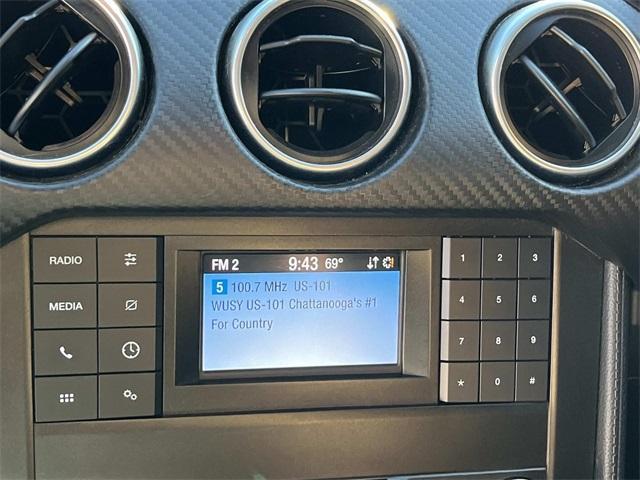 RADIO
MEDIA
FM 2 9:43 69°
5 100.7 MHz US-101
WUSY US-101 Chattanooga's #1
For Country
1 2 3
4 5 6
7 8 9
* 0 #